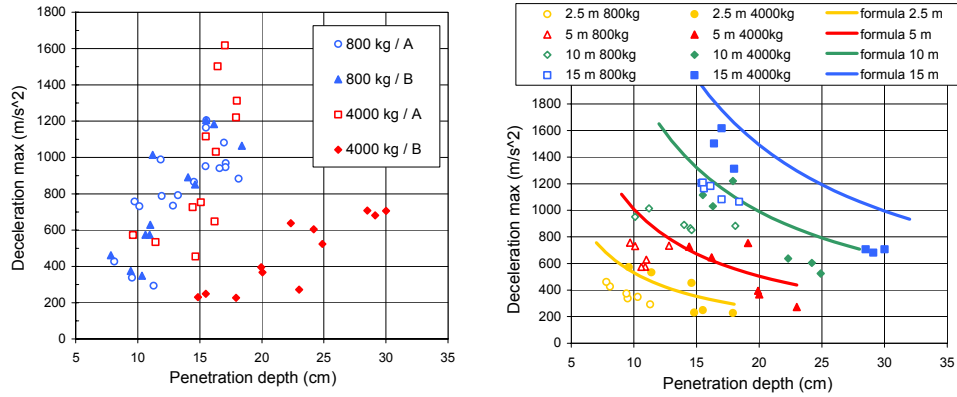 Deceleration max (m/s^2)
1800
1600
1400
1200
1000
800
600
400
200
0
5 10 15 20 25 30 35
Penetration depth (cm)
800 kg / A
800 kg / B
4000 kg / A
4000 kg / B
2.5 m 800kg 2.5 m 4000kg formula 2.5 m
5 m 800kg 5 m 4000kg formula 5 m
10 m 800kg 10 m 4000kg formula 10 m
15 m 800kg 15 m 4000kg formula 15 m
Deceleration max (m/s^2)
1800
1600
1400
1200
1000
800
600
400
200
0
5 10 15 20 25 30 35
Penetration depth (cm)